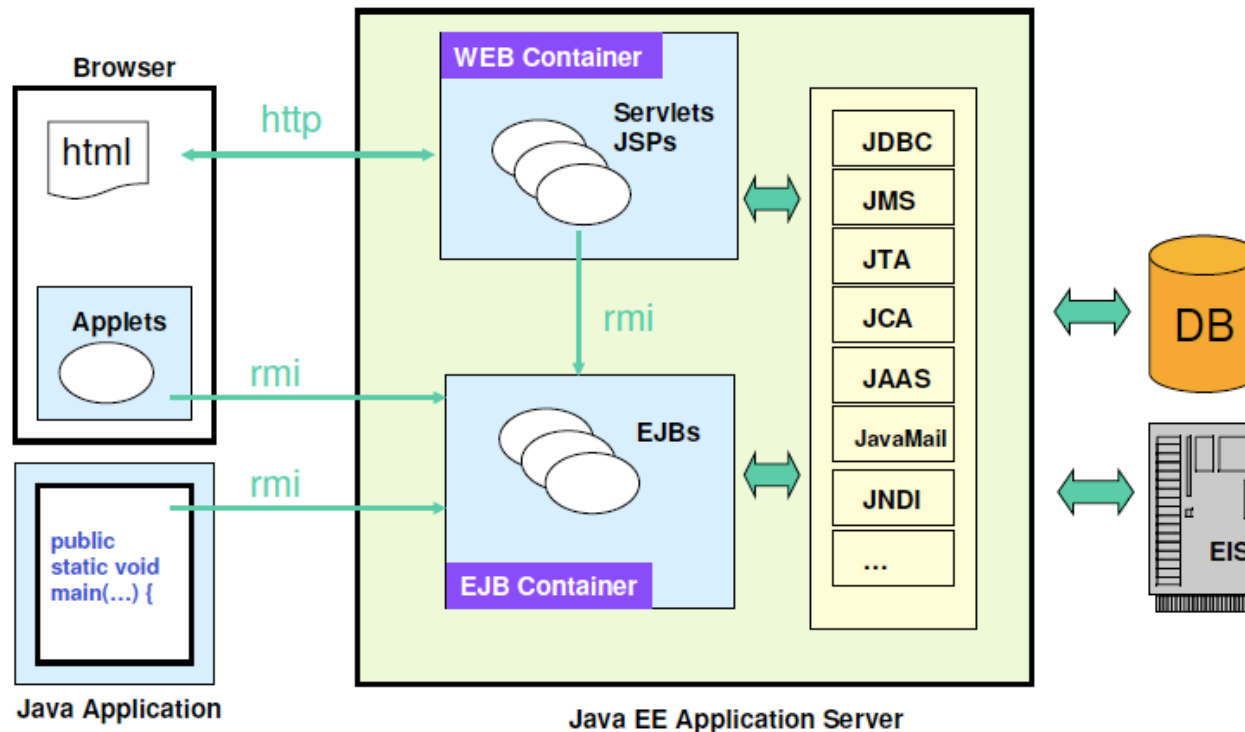 Browser
html
Applets
public
static void
main(…) {
Java Application
http
rmi
rmi
WEB Container
Servlets
JSPs
rmi
EJBs
EJB Container
JDBC
JMS
JTA
JCA
JAAS
JavaMail
JNDI
…
Java EE Application Server
DB
EIS